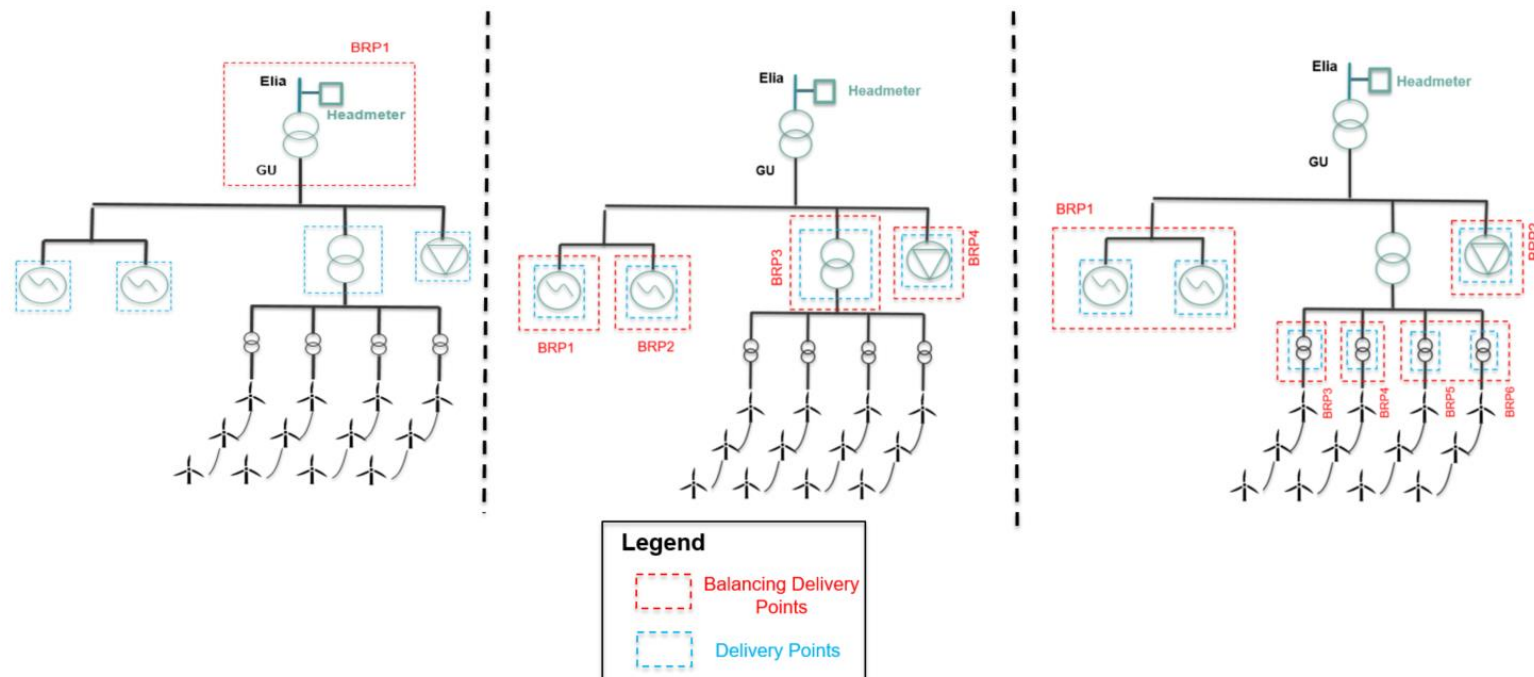 BRP1
Elia
Headmeter
GU
Elia
Headmeter
GU
BRP3
BRP4
BRP1
BRP2
Elia
Headmeter
GU
BRP1
BRP2
BRP3
BRP4
BRP5
BRP6
Legend
Balancing Delivery
Points
Delivery Points